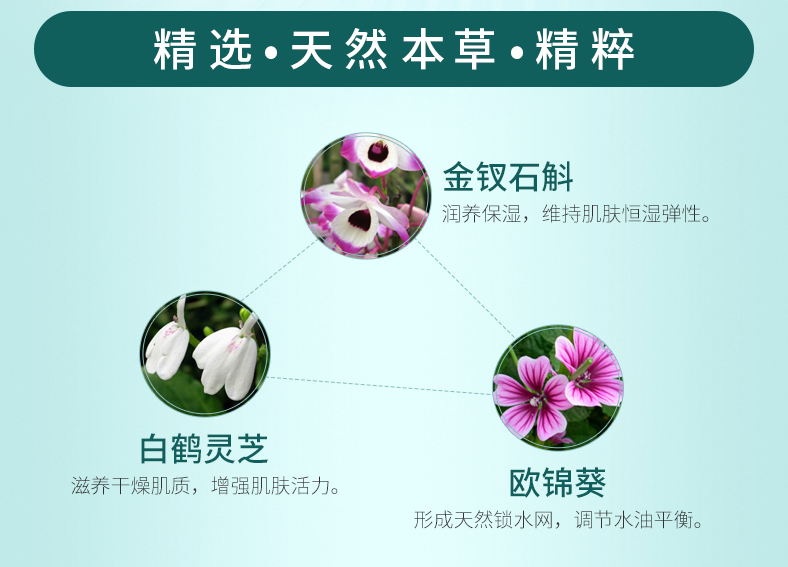 精选•天然本草•精粹
金钗石斛
润养保湿，维持肌肤恒湿弹性。
白鹤灵芝
滋养干燥肌质，增强肌肤活力。
欧锦葵
形成天然锁水网，调节水油平衡。